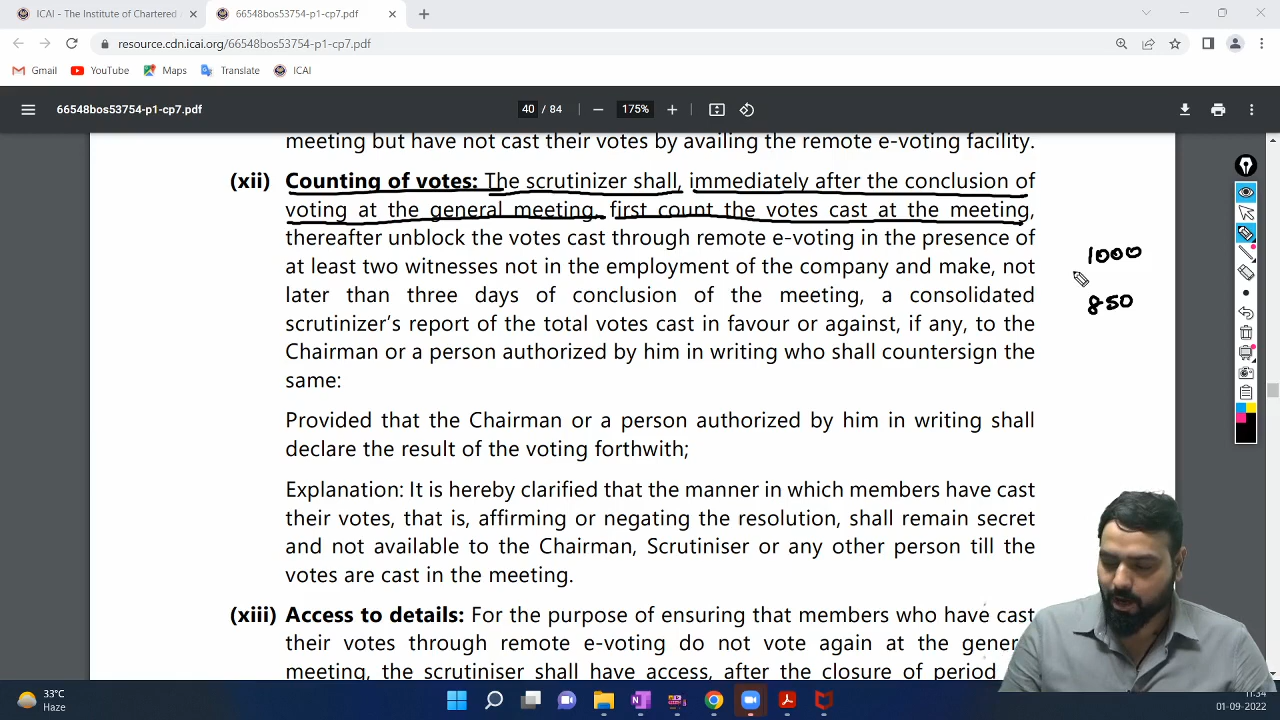 ICAI - The Institute of Chartered
66548bos53754-p1-cp7.pdf
resource.cdn.icai.org/66548bos53754-p1-cp7.pdf
Gmail YouTube Maps Translate ICAI
66548bos53754-p1-cp7.pdf 40 / 84 175%
meeting but have not cast their votes by availing the remote e-voting facility.
(xii) Counting of votes: The scrutinizer shall, immediately after the conclusion of
voting at the general meeting, first count the votes cast at the meeting,
thereafter unblock the votes cast through remote e-voting in the presence of
at least two witnesses not in the employment of the company and make, not
later than three days of conclusion of the meeting, a consolidated
scrutinizer's report of the total votes cast in favour or against, if any, to the
Chairman or a person authorized by him in writing who shall countersign the
same:
1000
850
Provided that the Chairman or a person authorized by him in writing shall
declare the result of the voting forthwith;
Explanation: It is hereby clarified that the manner in which members have cast
their votes, that is, affirming or negating the resolution, shall remain secret
and not available to the Chairman, Scrutiniser or any other person till the
votes are cast in the meeting.
(xiii) Access to details: For the purpose of ensuring that members who have cast
their votes through remote e-voting do not vote again at the
meeting, the scrutiniser shall have access, after the closure of period
33°C
Haze
11:34
01-09-2022